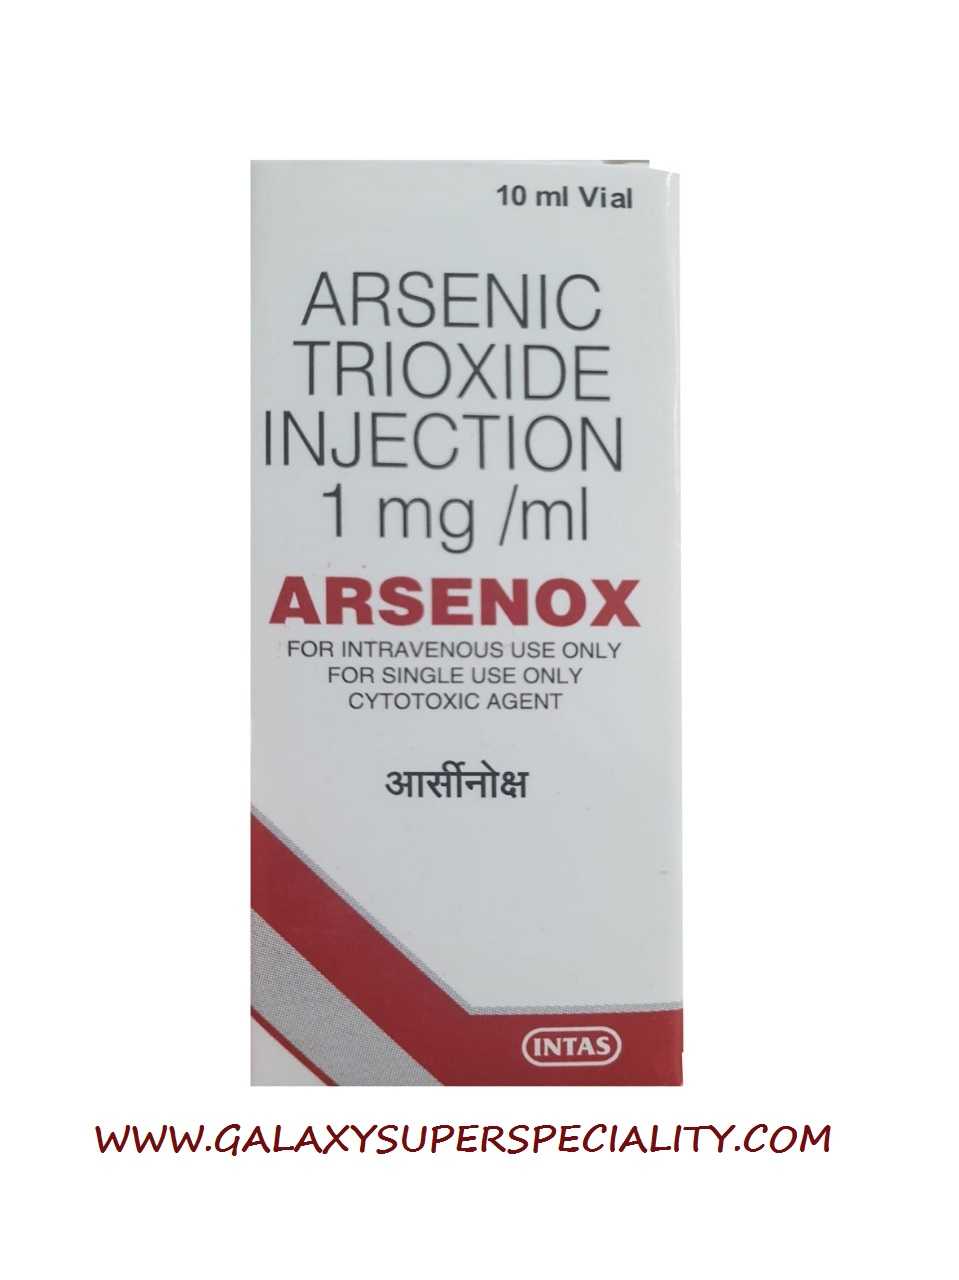 10 ml Vial
ARSENIC
TRIOXIDE
INJECTION
1 mg /ml
ARSENOX
FOR INTRAVENOUS USE ONLY
FOR SINGLE USE ONLY
CYTOTOXIC AGENT
आर्सीनोक्ष
INTAS
WWW.GALAXYSUPERSPECIALITY.COM